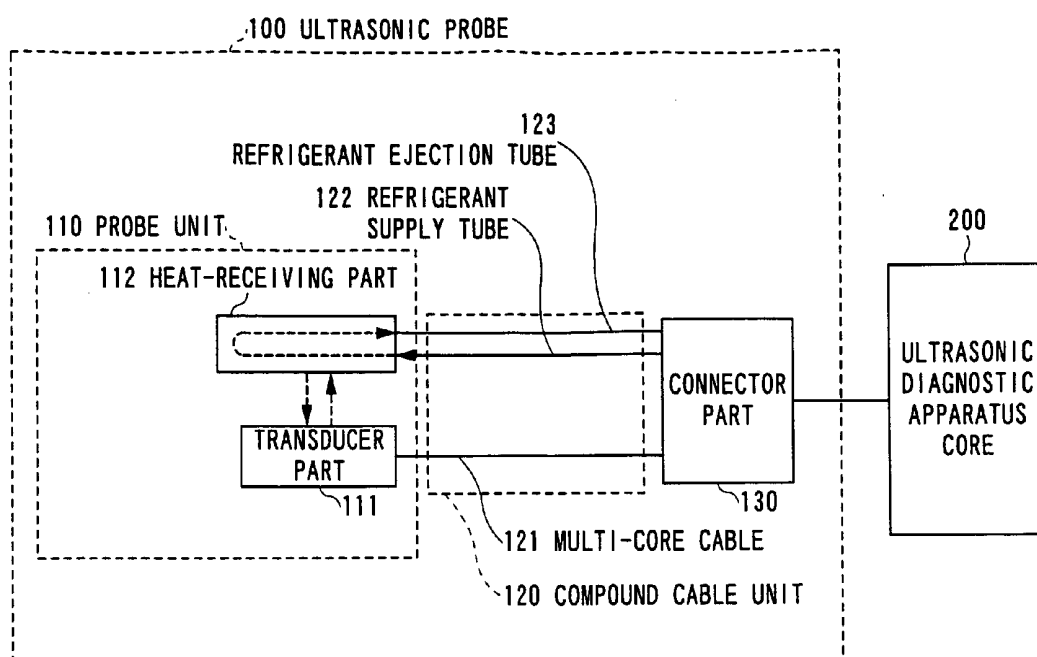 100 ULTRASONIC PROBE
123
REFRIGERANT EJECTION TUBE
122 REFRIGERANT
SUPPLY TUBE
110 PROBE UNIT
112 HEAT-RECEIVING PART
200
CONNECTOR
PART
ULTRASONIC
DIAGNOSTIC
APPARATUS
CORE
TRANSDUCER
PART
111
130
121 MULTI-CORE CABLE
120 COMPOUND CABLE UNIT